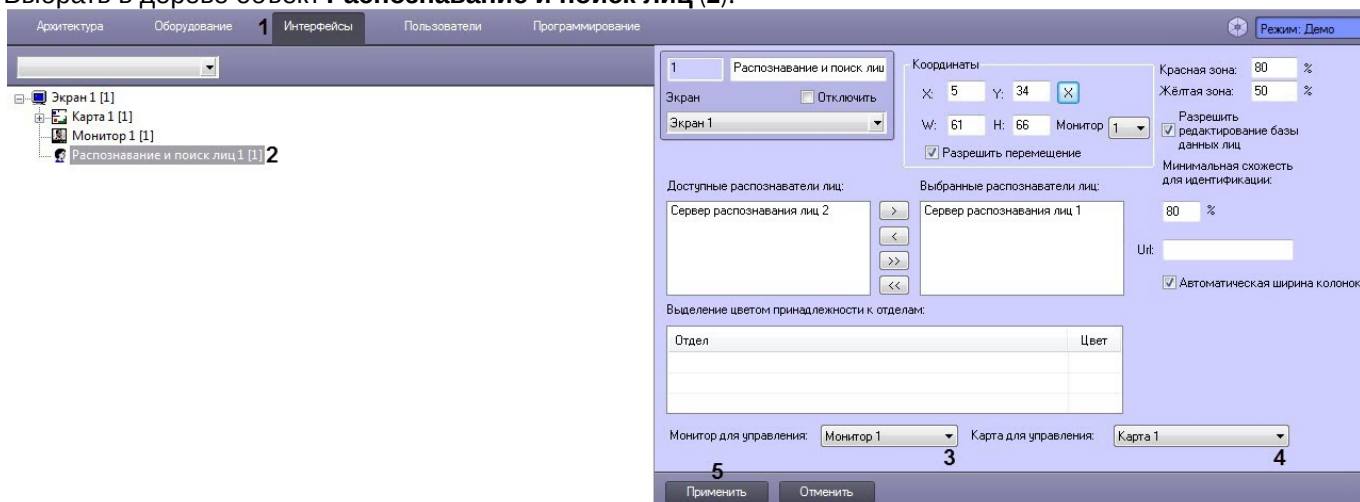 Выбрать в дерево объект Распознавание и поиск лиц (2).
Архитектура Оборудование 1 Интерфейсы Пользователи Программирование Режим: Демо
Экран 1 [1]
Карта 1 [1]
Монитор 1 [1]
Распознавание и поиск лиц 1 [1] 2
1 Распознавание и поиск лиц
Экран Отключить
Экран 1
Координаты
X: 5 Y: 34 X
W: 61 H: 66 Монитор 1
Разрешить перемещение
Красная зона: 80 %
Жёлтая зона: 50 %
Разрешить
редактирование базы
данных лиц
Минимальная схожесть
для идентификации:
80 %
Url:
Автоматическая ширина колонок
Доступные распознаватели лиц: Выбранные распознаватели лиц:
Сервер распознавания лиц 2 > Сервер распознавания лиц 1
<
>>
<<
Выделение цветом принадлежности к отделам:
Отдел Цвет
Монитор для управления: Монитор 1 Карта для управления: Карта 1
3 4
5
Применить Отменить